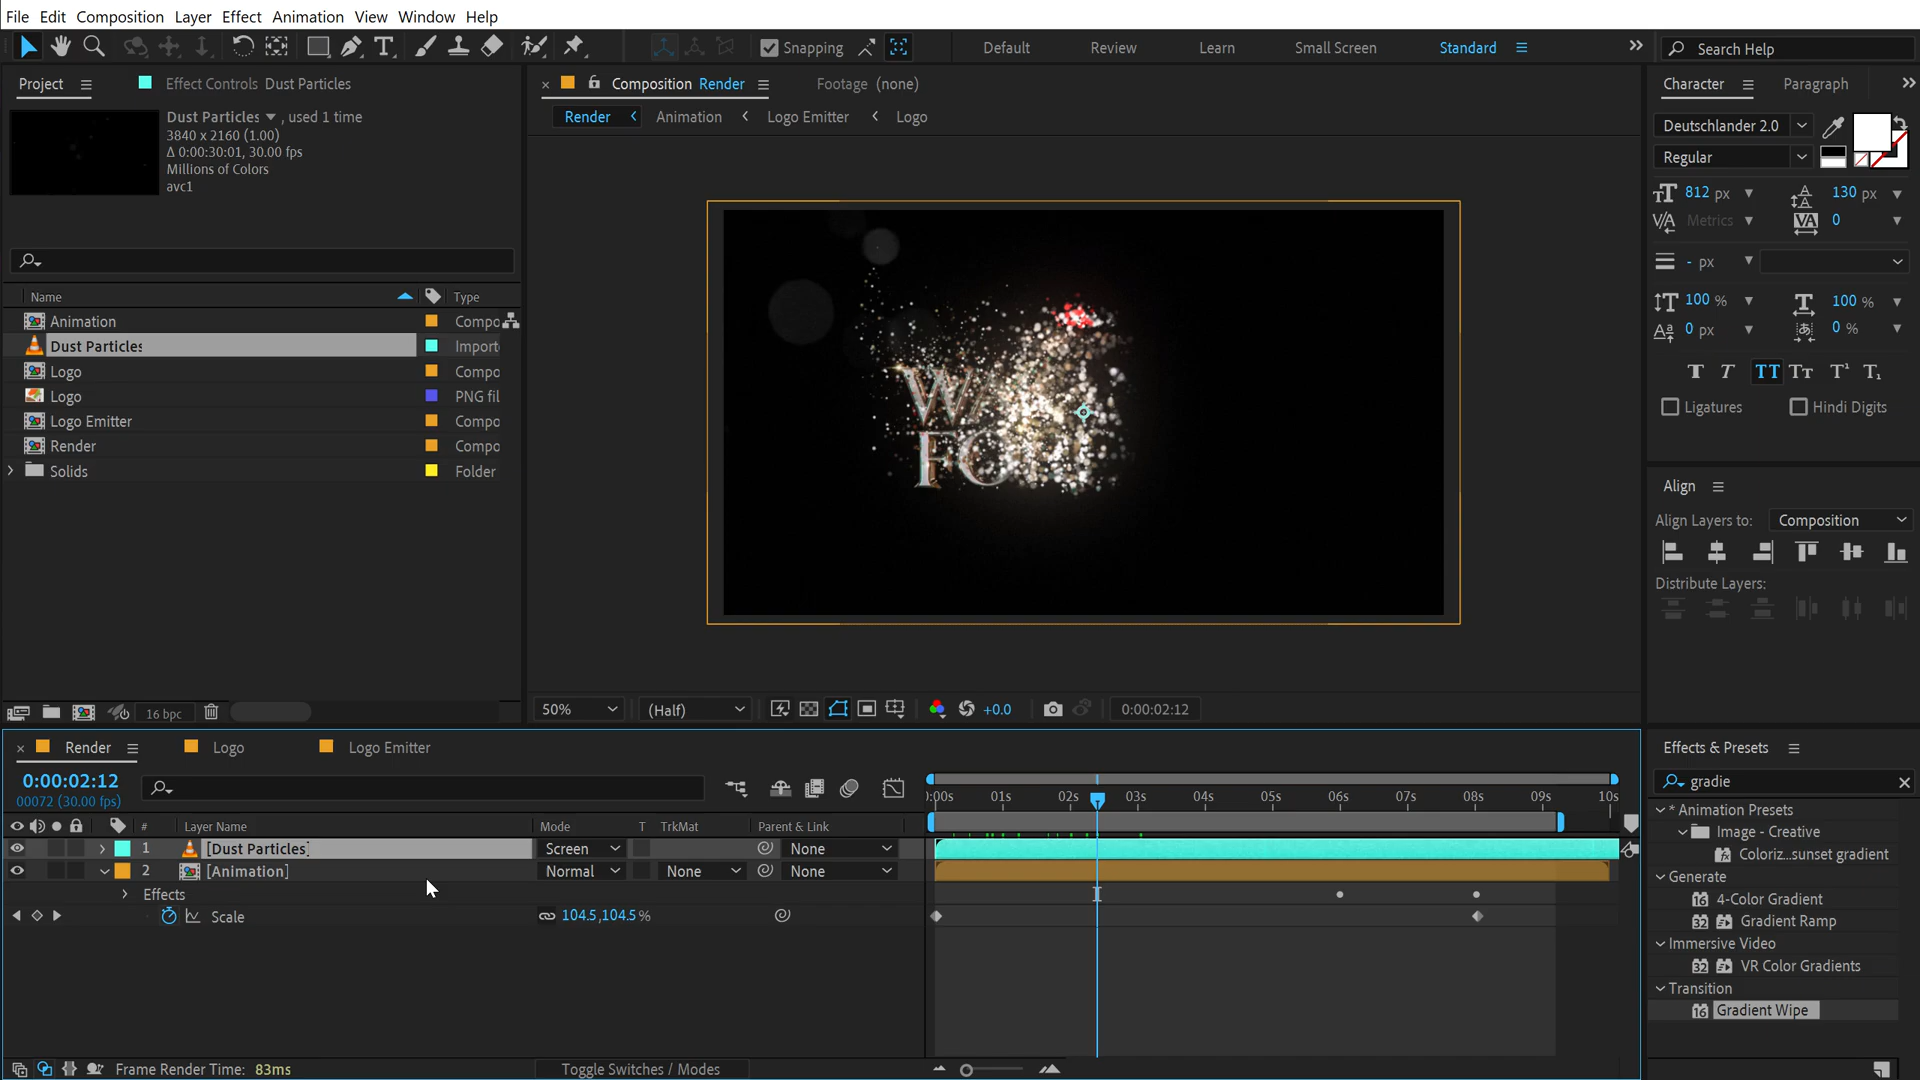 File Edit Composition Layer Effect Animation View Window Help
Snapping
Default Review Learn Small Screen Standard
Search Help
Project
Effect Controls Dust Particles
Dust Particles , used 1 time
3840 x 2160 (1.00)
Δ 0:00:30:01, 30.00 fps
Millions of Colors
avc1
Name Type
Animation Compo
Dust Particles Import
Logo Compo
Logo PNG fil
Logo Emitter Compo
Render Compo
Solids Folder
16 bpc
Composition Render
Footage (none)
Render Animation Logo Emitter Logo
50% (Half) +0.0 0:00:02:12
Character Paragraph
Deutschlander 2.0
Regular
812 px 130 px
Metrics 0
- px
100 % 100 %
0 px 0 %
T T TT Tт T¹ T₁
Ligatures Hindi Digits
Align
Align Layers to: Composition
Distribute Layers:
Render Logo Logo Emitter
0:00:02:12
00072 (30.00 fps)
# Layer Name Mode T TrkMat Parent & Link
1 [Dust Particles] Screen None
2 [Animation] Normal None None
Effects
Scale 104.5,104.5 %
):00s 01s 02s 03s 04s 05s 06s 07s 08s 09s 10s
Frame Render Time: 83ms
Toggle Switches / Modes
Effects & Presets
gradie
* Animation Presets
Image - Creative
Coloriz...sunset gradient
Generate
16 4-Color Gradient
32 Gradient Ramp
Immersive Video
32 VR Color Gradients
Transition
16 Gradient Wipe